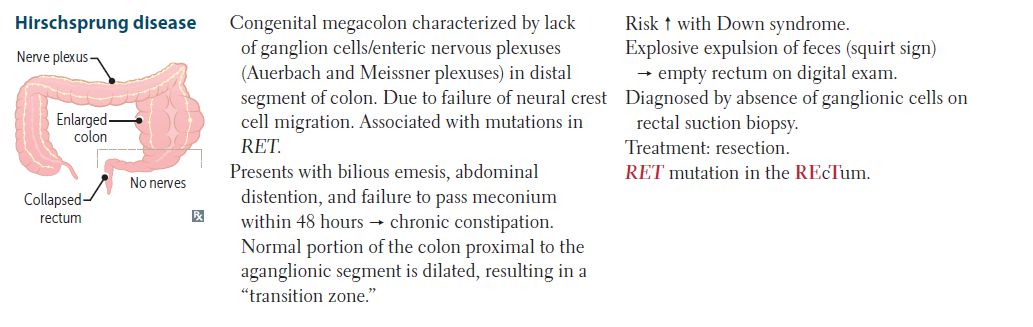 Hirschsprung disease
Nerve plexus
Enlarged
colon
No nerves
Collapsed
rectum
Rx
Congenital megacolon characterized by lack
of ganglion cells/enteric nervous plexuses
(Auerbach and Meissner plexuses) in distal
segment of colon. Due to failure of neural crest
cell migration. Associated with mutations in
RET.
Presents with bilious emesis, abdominal
distention, and failure to pass meconium
within 48 hours → chronic constipation.
Normal portion of the colon proximal to the
aganglionic segment is dilated, resulting in a
“transition zone.”
Risk ↑ with Down syndrome.
Explosive expulsion of feces (squirt sign)
→ empty rectum on digital exam.
Diagnosed by absence of ganglionic cells on
rectal suction biopsy.
Treatment: resection.
RET mutation in the REcTum.